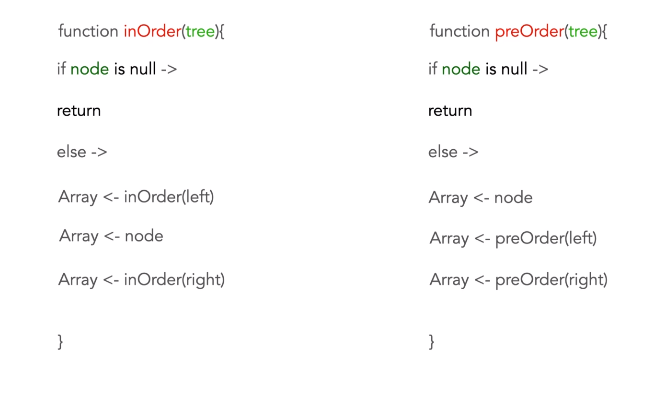 function inOrder(tree){
if node is null ->
return
else ->
Array <- inOrder(left)
Array <- node
Array <- inOrder(right)
}
function preOrder(tree){
if node is null ->
return
else ->
Array <- node
Array <- preOrder(left)
Array <- preOrder(right)
}